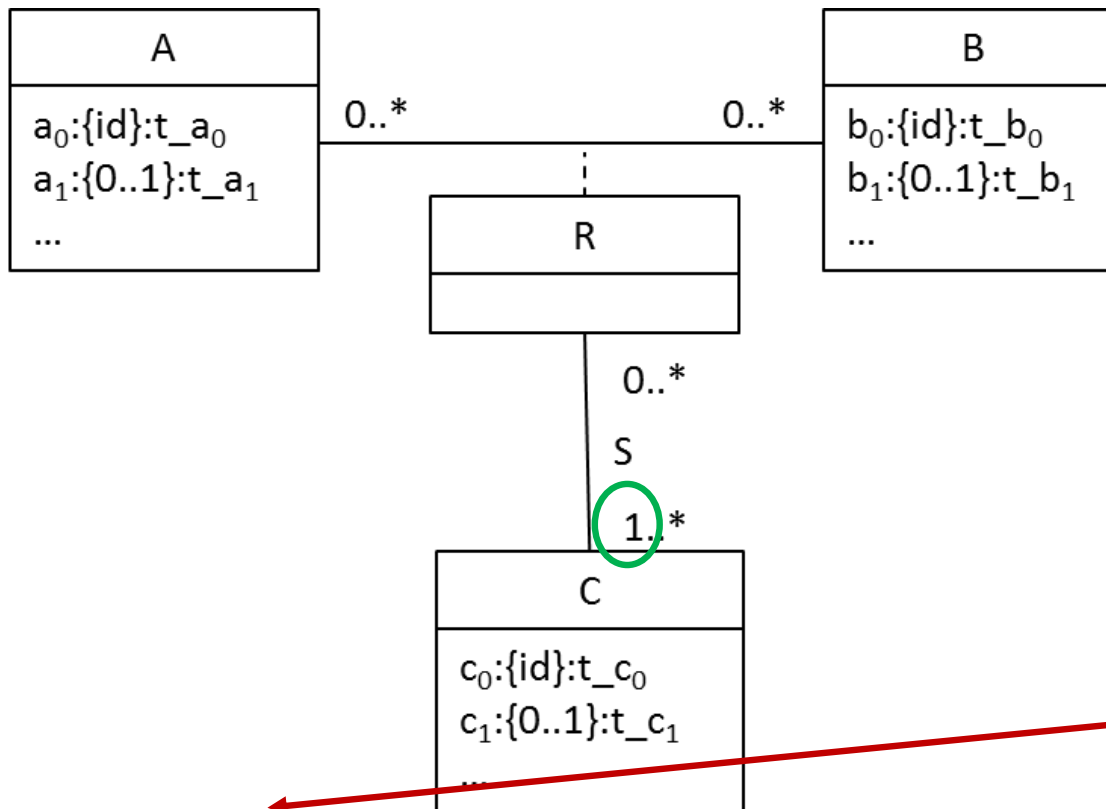 A
a₀:{id}:t_a₀
a₁:{0..1}:t_a₁
...
0..*
0..*
B
b₀:{id}:t_b₀
b₁:{0..1}:t_b₁
...
R
0..*
S
1..*
C
c₀:{id}:t_c₀
c₁:{0..1}:t_c₁
...